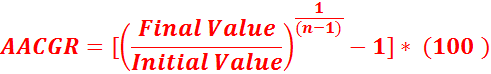 AACGR = [(Final Value / Initial Value)^(1/(n−1)) − 1] * (100 )